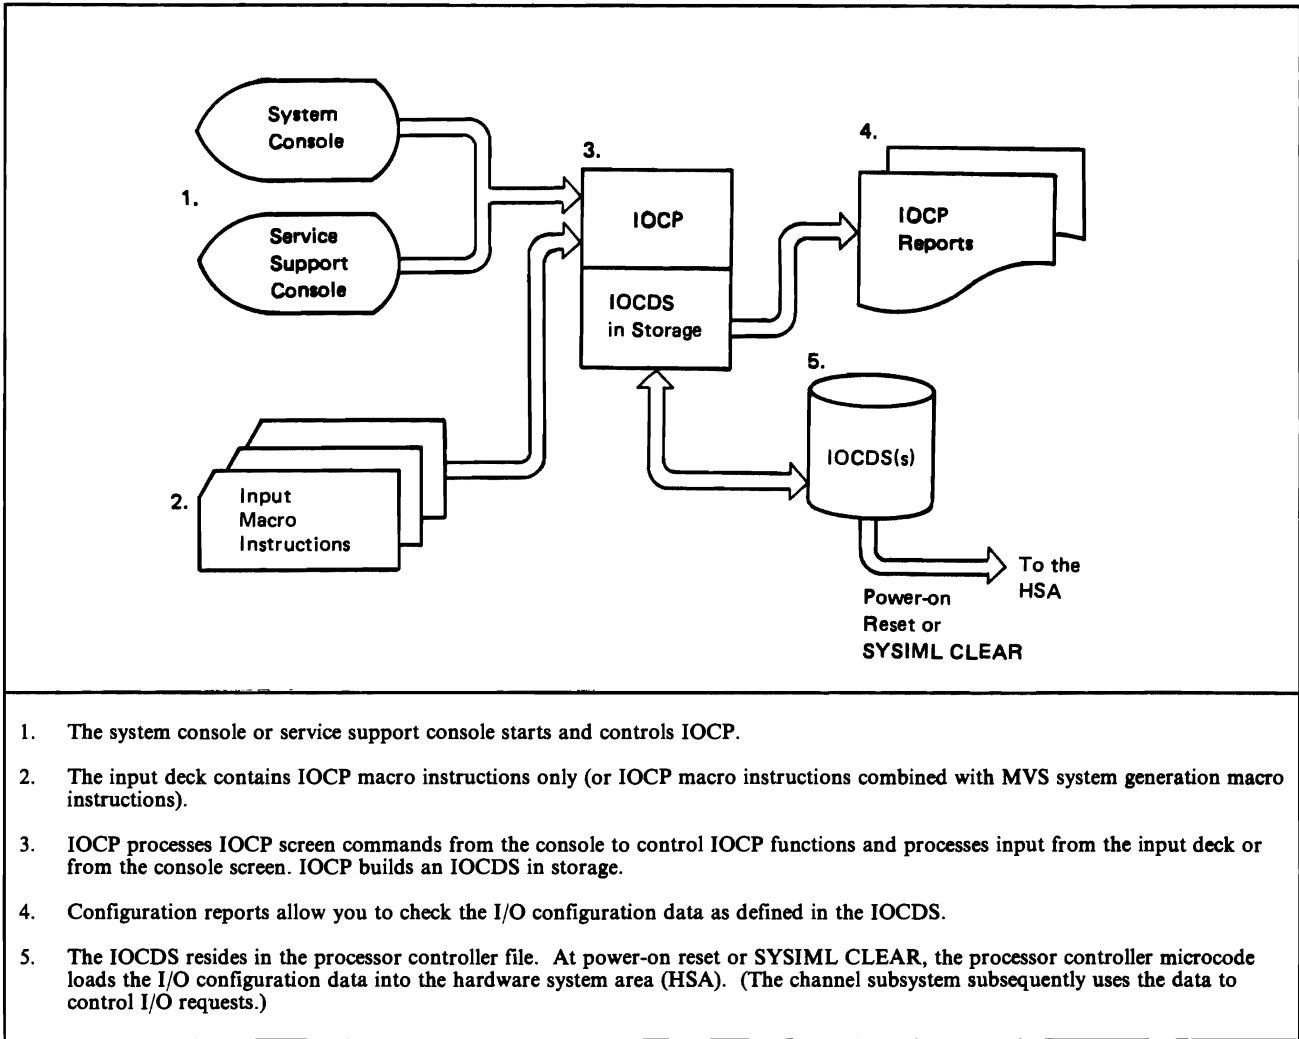 System
Console
1.
Service
Support
Console
2.
Input
Macro
Instructions
3.
IOCP
IOCDS
in Storage
4.
IOCP
Reports
5.
IOCDS(s)
To the
HSA
Power-on
Reset or
SYSIML CLEAR
1. The system console or service support console starts and controls IOCP.
2. The input deck contains IOCP macro instructions only (or IOCP macro instructions combined with MVS system generation macro
instructions).
3. IOCP processes IOCP screen commands from the console to control IOCP functions and processes input from the input deck or
from the console screen. IOCP builds an IOCDS in storage.
4. Configuration reports allow you to check the I/O configuration data as defined in the IOCDS.
5. The IOCDS resides in the processor controller file. At power-on reset or SYSIML CLEAR, the processor controller microcode
loads the I/O configuration data into the hardware system area (HSA). (The channel subsystem subsequently uses the data to
control I/O requests.)